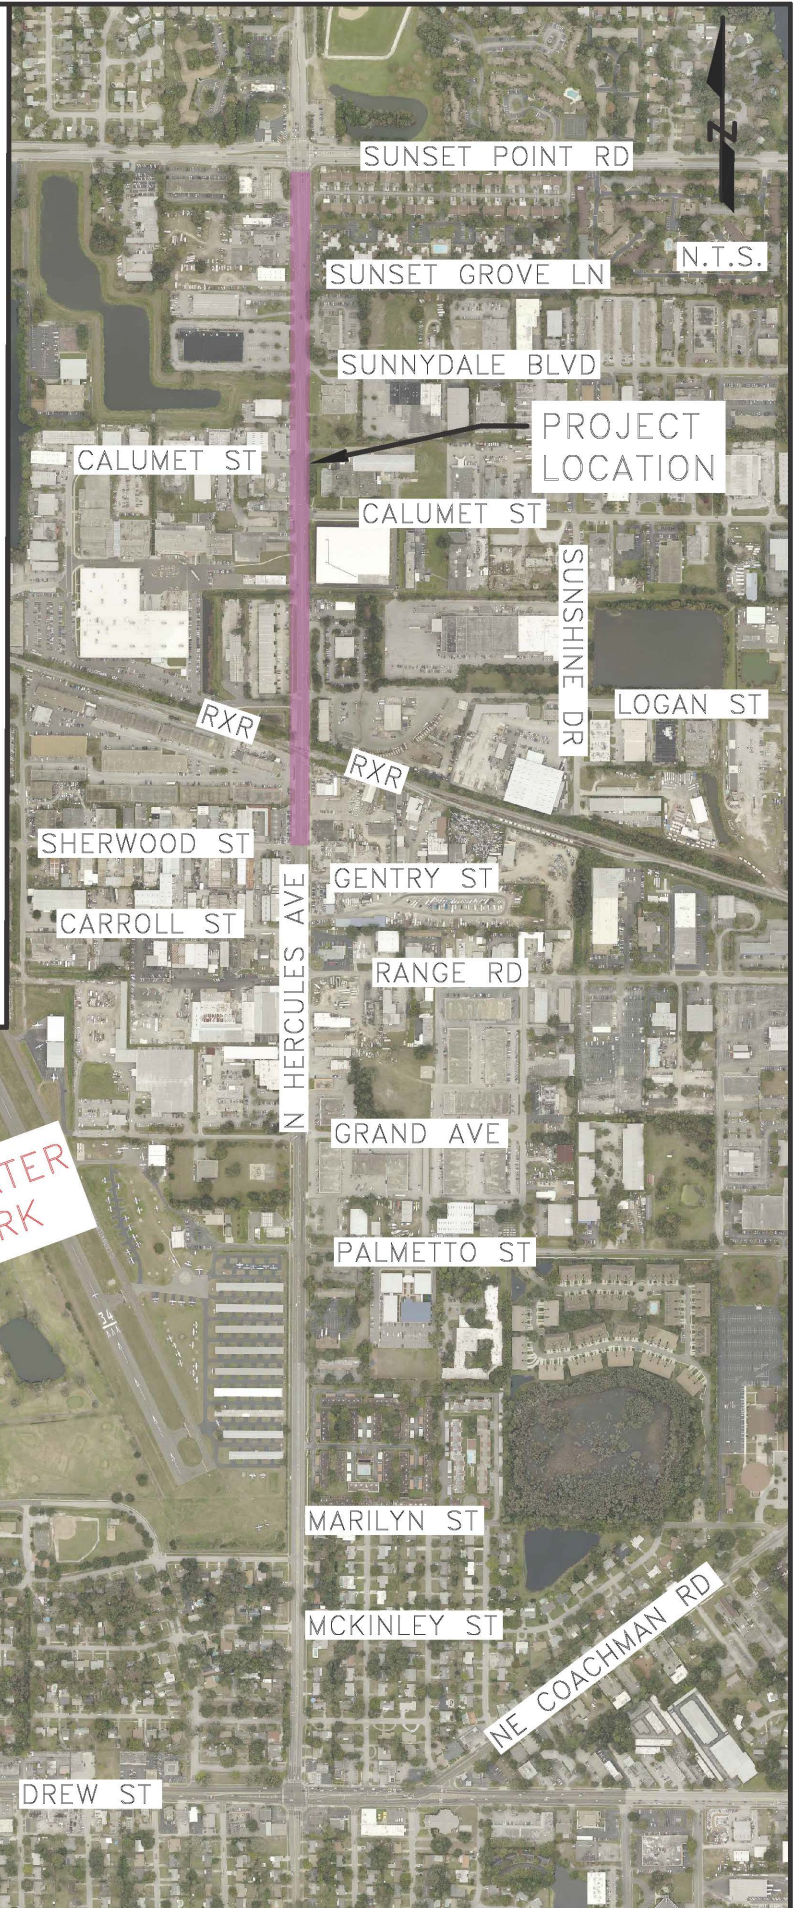 SUNSET POINT RD
N
N.T.S.
SUNSET GROVE LN
SUNNYDALE BLVD
PROJECT
LOCATION
CALUMET ST
CALUMET ST
SUNSHINE DR
LOGAN ST
RXR
RXR
SHERWOOD ST
GENTRY ST
CARROLL ST
N HERCULES AVE
RANGE RD
GRAND AVE
PALMETTO ST
34
MARILYN ST
MCKINLEY ST
NE COACHMAN RD
DREW ST